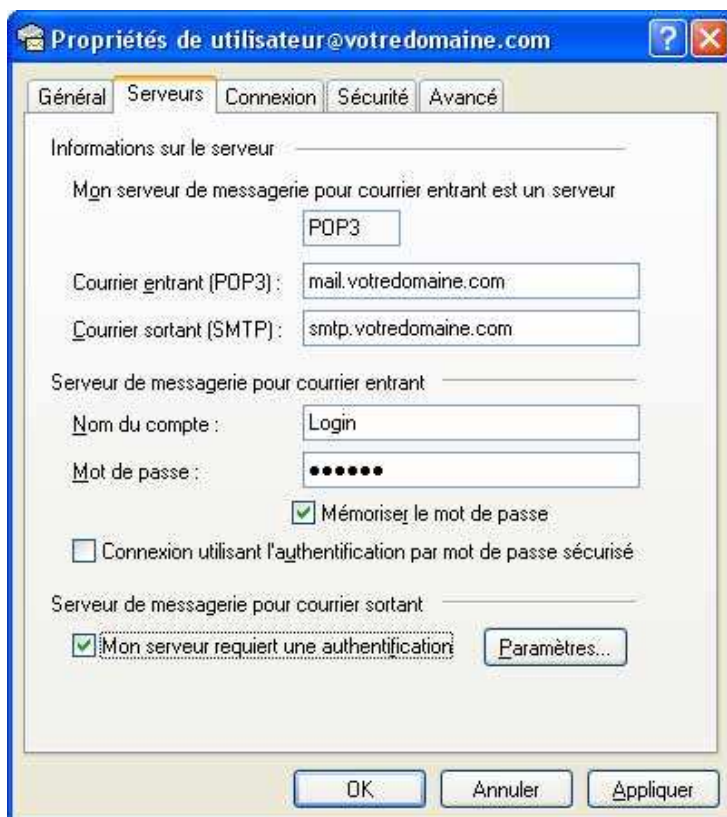 Propriétés de utilisateur@votredomaine.com
Général Serveurs Connexion Sécurité Avancé
Informations sur le serveur
Mon serveur de messagerie pour courrier entrant est un serveur
POP3
Courrier entrant (POP3) : mail.votredomaine.com
Courrier sortant (SMTP) : smtp.votredomaine.com
Serveur de messagerie pour courrier entrant
Nom du compte : Login
Mot de passe : ●●●●●●
Mémoriser le mot de passe
Connexion utilisant l'authentification par mot de passe sécurisé
Serveur de messagerie pour courrier sortant
Mon serveur requiert une authentification Paramètres...
OK Annuler Appliquer